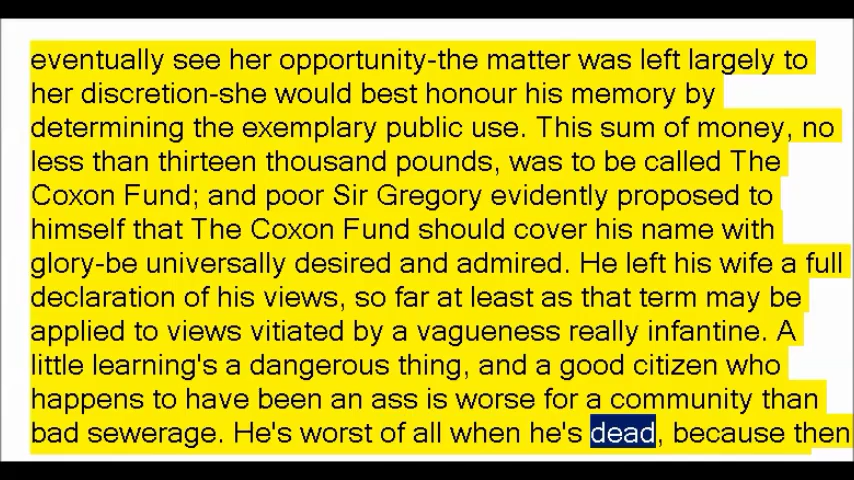 eventually see her opportunity-the matter was left largely to
her discretion-she would best honour his memory by
determining the exemplary public use. This sum of money, no
less than thirteen thousand pounds, was to be called The
Coxon Fund; and poor Sir Gregory evidently proposed to
himself that The Coxon Fund should cover his name with
glory-be universally desired and admired. He left his wife a full
declaration of his views, so far at least as that term may be
applied to views vitiated by a vagueness really infantine. A
little learning's a dangerous thing, and a good citizen who
happens to have been an ass is worse for a community than
bad sewerage. He's worst of all when he's dead, because then